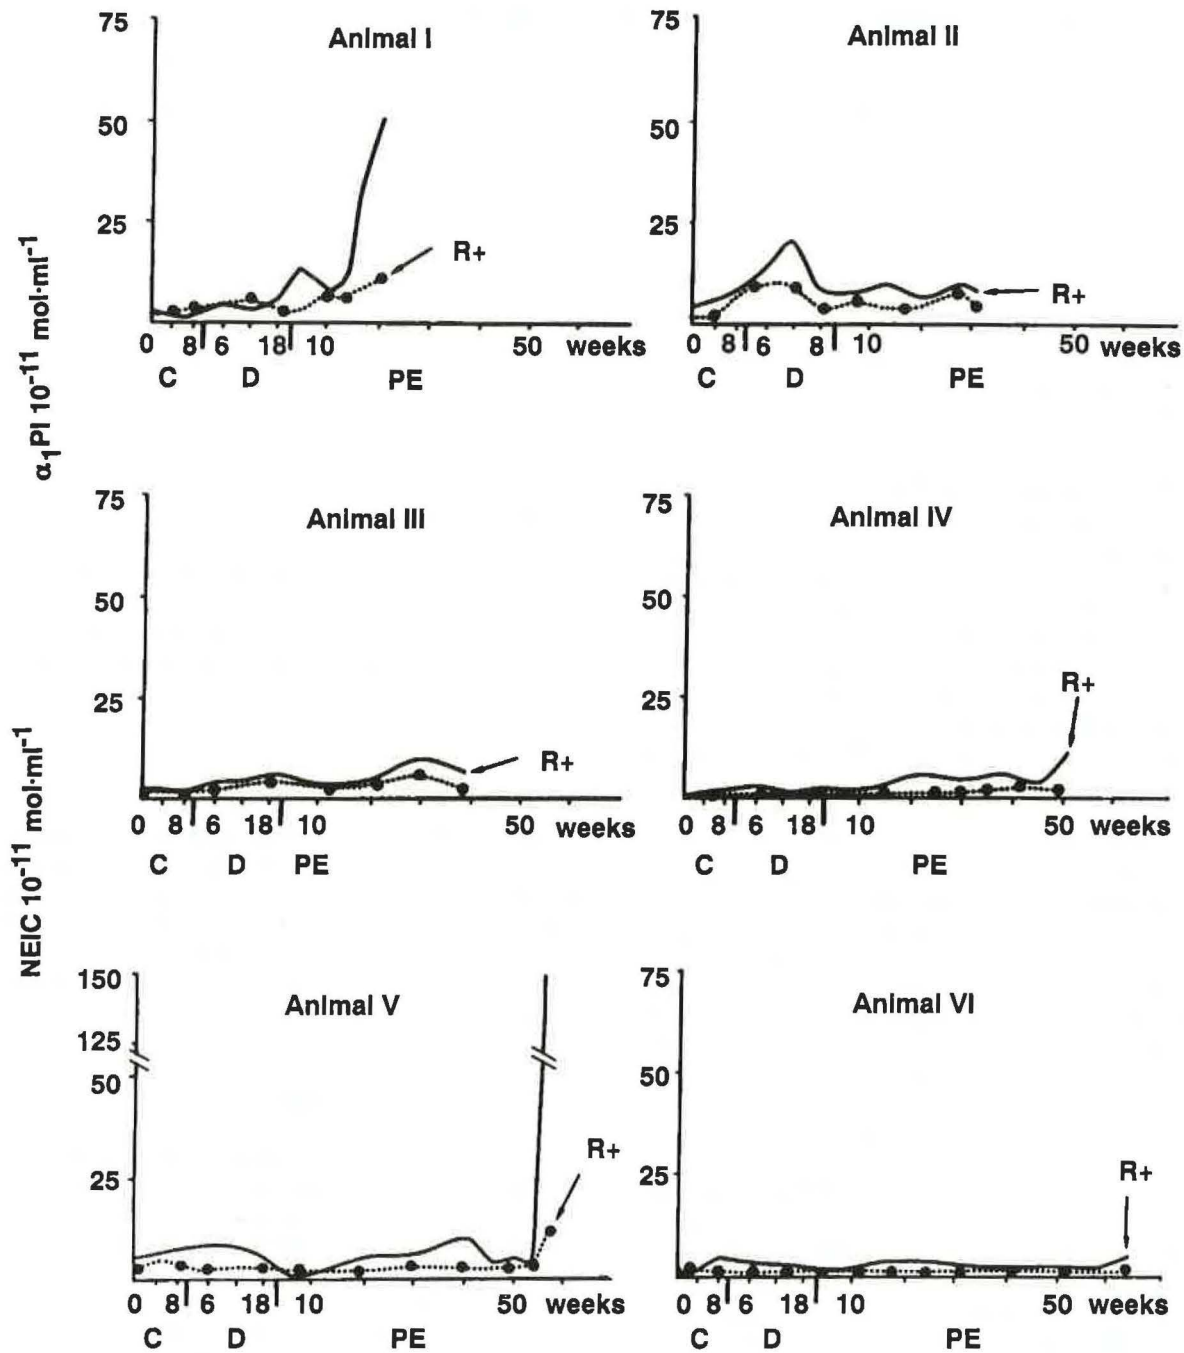 α₁PI 10⁻¹¹ mol·ml⁻¹
NEIC 10⁻¹¹ mol·ml⁻¹
Animal I
75
50
25
R+
0 8 6 18 10 50 weeks
C D PE
Animal II
75
50
25
R+
0 8 6 8 10 50 weeks
C D PE
Animal III
75
50
25
R+
0 8 6 18 10 50 weeks
C D PE
Animal IV
75
50
25
R+
0 8 6 18 10 50 weeks
C D PE
Animal V
150
125
50
25
R+
0 8 6 18 10 50 weeks
C D PE
Animal VI
75
50
25
R+
0 8 6 18 10 50 weeks
C D PE